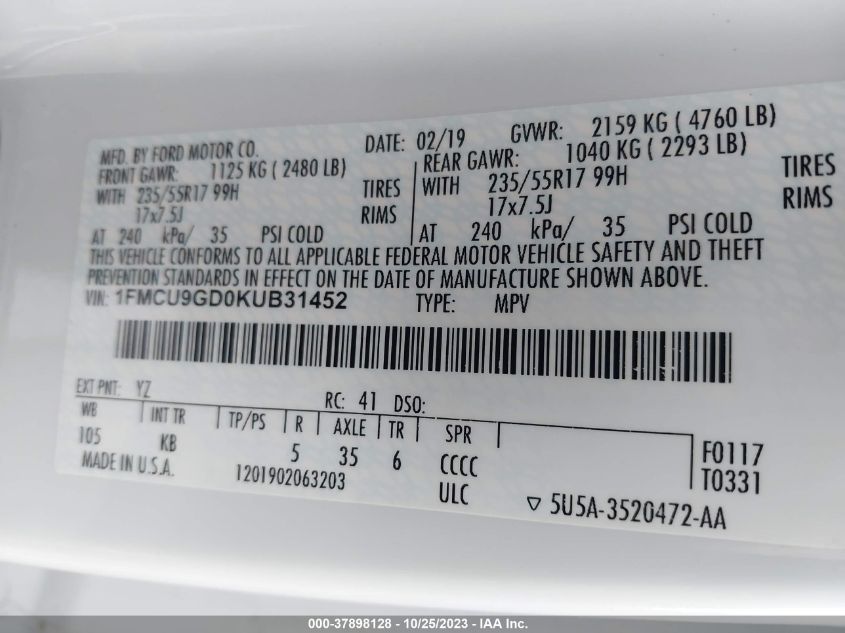 MFD. BY FORD MOTOR CO. DATE: 02/19 GVWR: 2159 KG ( 4760 LB)
FRONT GAWR: 1125 KG ( 2480 LB) REAR GAWR: 1040 KG ( 2293 LB)
WITH 235/55R17 99H TIRES WITH 235/55R17 99H TIRES
17x7.5J RIMS 17x7.5J RIMS
AT 240 kPa/ 35 PSI COLD AT 240 kPa/ 35 PSI COLD
THIS VEHICLE CONFORMS TO ALL APPLICABLE FEDERAL MOTOR VEHICLE SAFETY AND THEFT
PREVENTION STANDARDS IN EFFECT ON THE DATE OF MANUFACTURE SHOWN ABOVE.
VIN: 1FMCU9GD0KUB31452 TYPE: MPV
EXT PNT: YZ RC: 41 DSO:
WB INT TR TP/PS R AXLE TR SPR
105 KB 5 35 6 CCCC F0117
MADE IN U.S.A. 1201902063203 ULC T0331
▽ 5U5A-3520472-AA
000-37898128 - 10/25/2023 - IAA Inc.